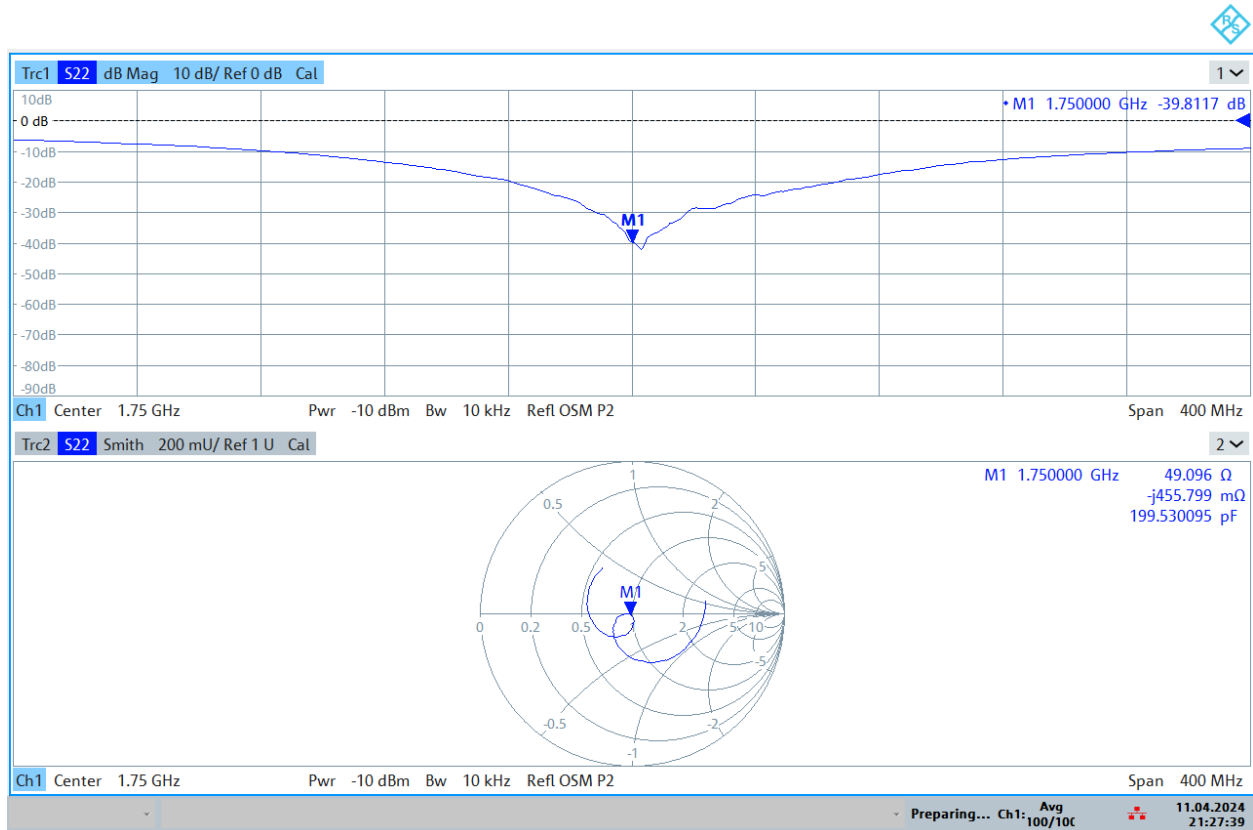 R&S
Trc1 S22 dB Mag 10 dB/ Ref 0 dB Cal 1
10dB
M1 1.750000 GHz -39.8117 dB
0 dB
-10dB
-20dB
-30dB
M1
-40dB
-50dB
-60dB
-70dB
-80dB
-90dB
Ch1 Center 1.75 GHz Pwr -10 dBm Bw 10 kHz Refl OSM P2 Span 400 MHz
Trc2 S22 Smith 200 mU/ Ref 1 U Cal 2
M1 1.750000 GHz 49.096 Ω
-j455.799 mΩ
199.530095 pF
1
0.5 2
5
M1
0 0.2 0.5 2 5 10
-5
-0.5 -2
-1
Ch1 Center 1.75 GHz Pwr -10 dBm Bw 10 kHz Refl OSM P2 Span 400 MHz
Preparing... Ch1: Avg 11.04.2024
100/10 21:27:39